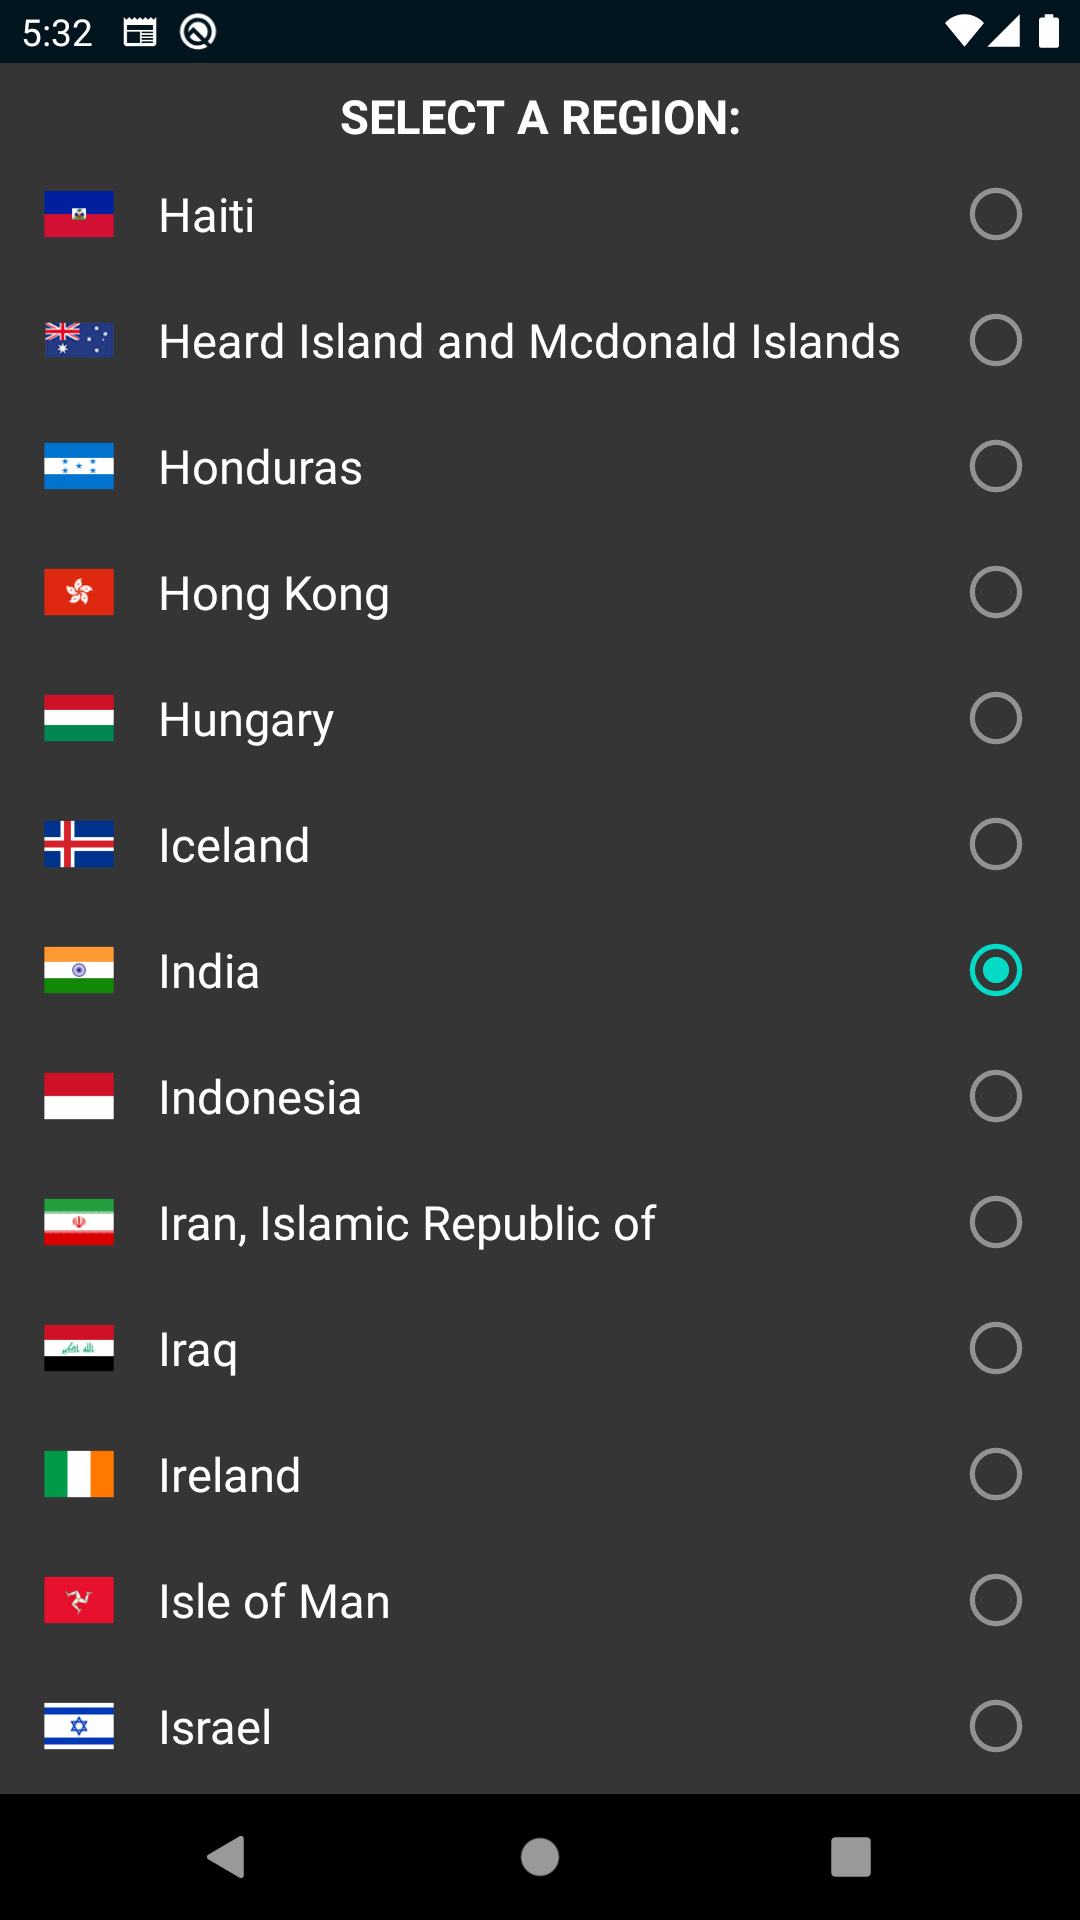 5:32
SELECT A REGION:
Haiti
Heard Island and Mcdonald Islands
Honduras
Hong Kong
Hungary
Iceland
India
Indonesia
Iran, Islamic Republic of
Iraq
Ireland
Isle of Man
Israel